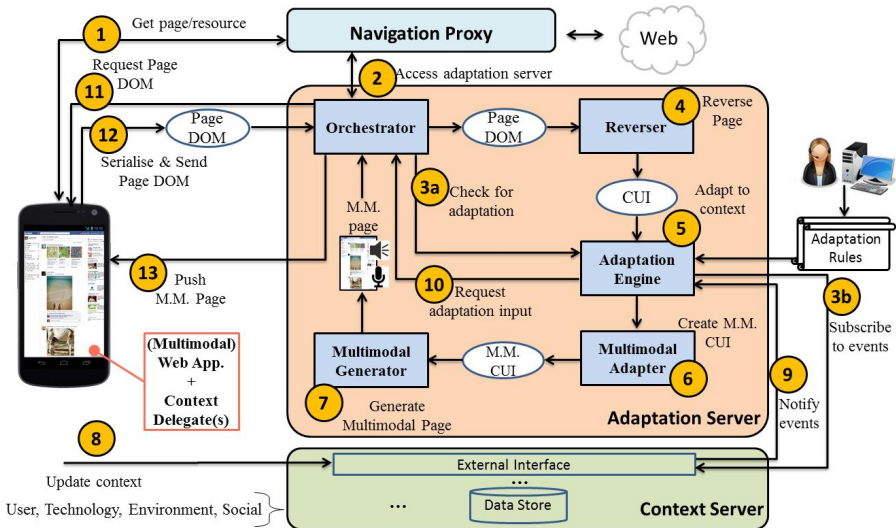 1
Get page/resource
Navigation Proxy
Web
11
Request Page
DOM
2
Access adaptation server
12
Page
DOM
Serialise & Send
Page DOM
Orchestrator
Page
DOM
Reverser
4
Reverse
Page
3a
Check for
adaptation
CUI
Adapt to
context
5
M.M.
page
Adaptation
Engine
Adaptation
Rules
13
Push
M.M. Page
10
Request
adaptation input
3b
Subscribe
to events
(Multimodal)
Web App.
+
Context
Delegate(s)
Multimodal
Generator
M.M.
CUI
Multimodal
Adapter
Create M.M.
CUI
6
7
Generate
Multimodal Page
Adaptation Server
9
Notify
events
8
Update context
External Interface
...
User, Technology, Environment, Social
...
Data Store
Context Server